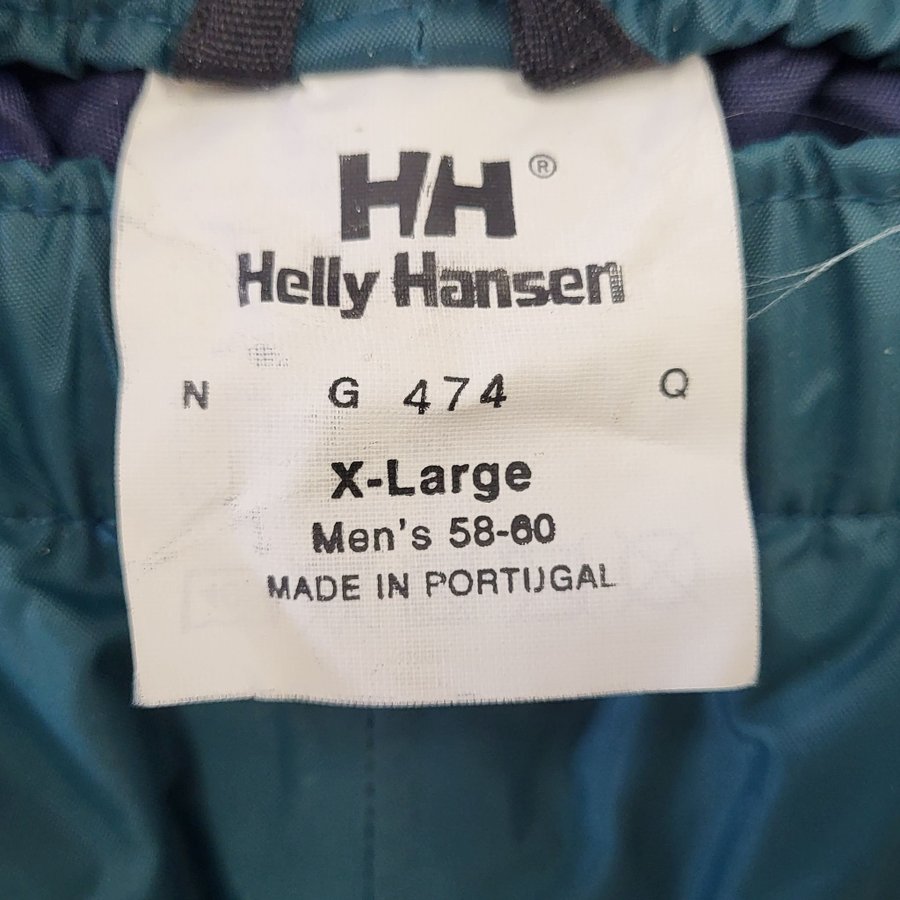 HH ®
Helly Hansen
N G 474 Q
X-Large
Men's 58-60
MADE IN PORTUGAL